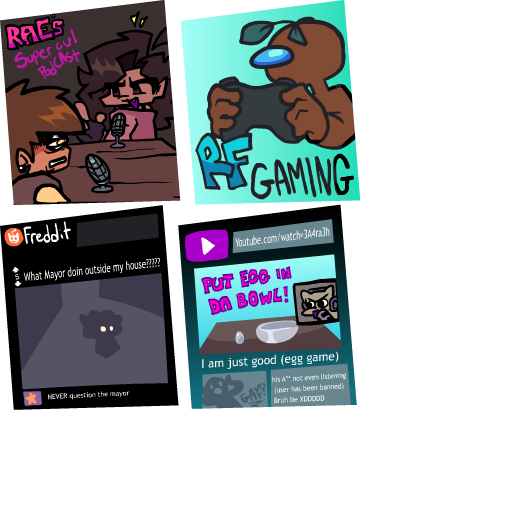 RAE's
Super cul
PodCAst
RF
GAMING
Fredd.t
5
What Mayor doin outside my house?????
NEVER question the mayor
Youtube.com/watch=3A4ra3h
PUT EGG IN
DA BOWL!
I am just good (egg game)
GAY??
his A** not even listening
(user has been banned)
Bruh lile XDDDDD